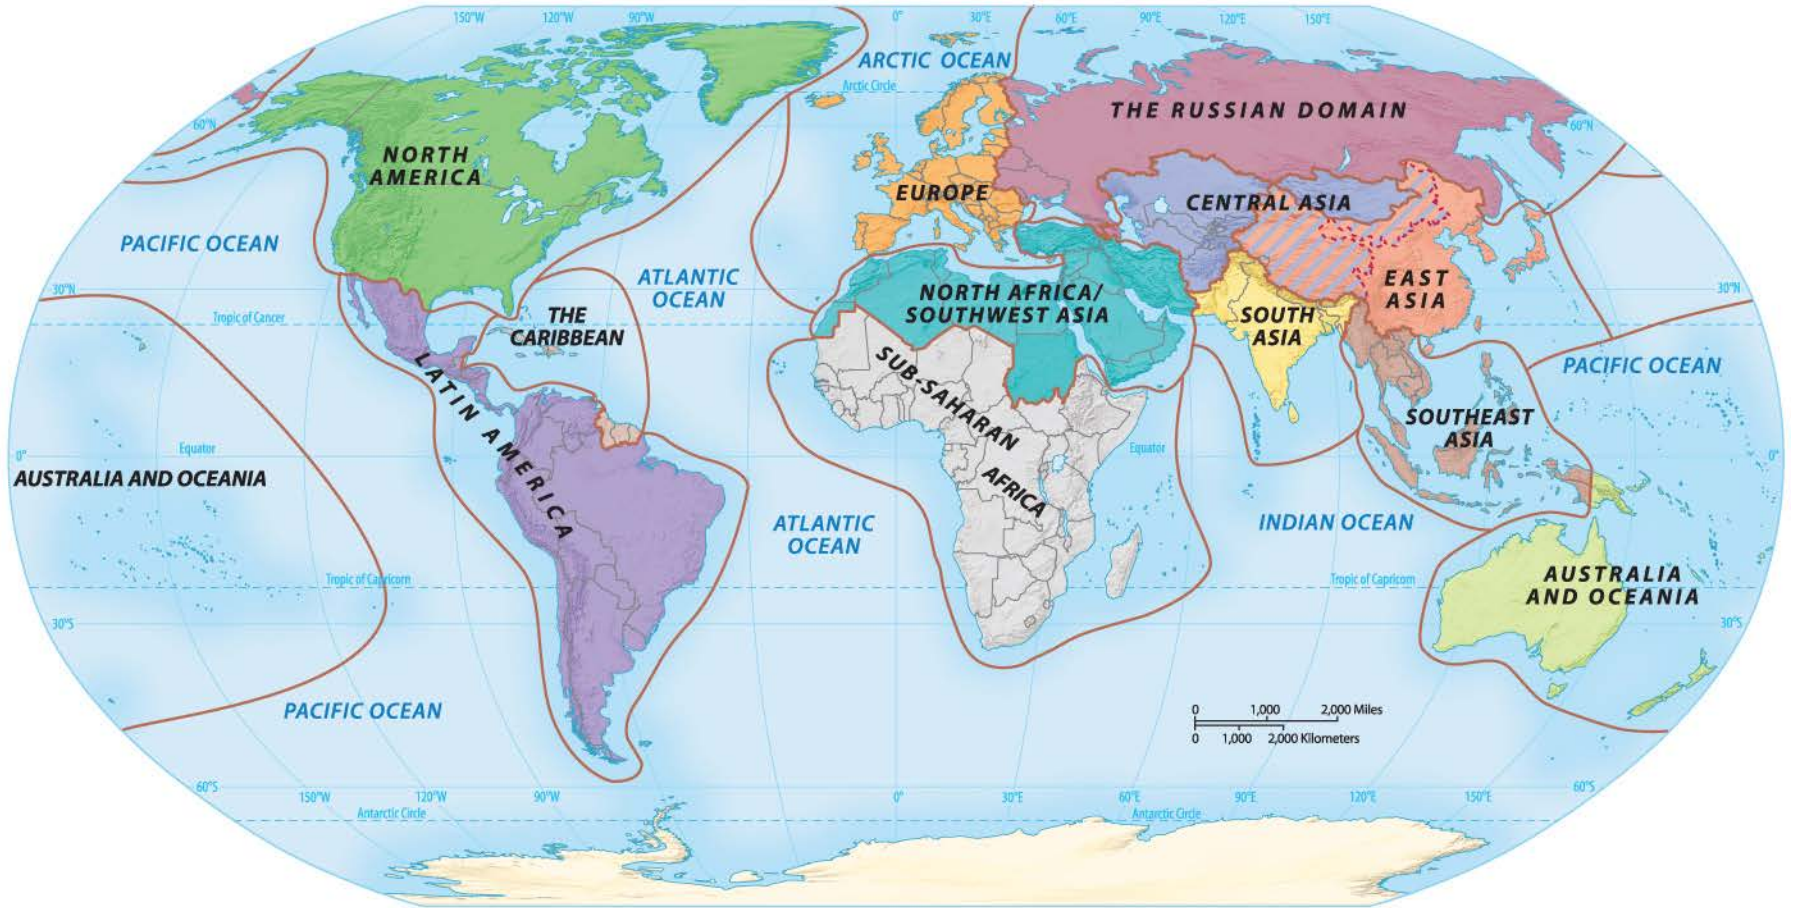 150°W
120°W
90°W
0°
30°E
60°E
90°E
120°E
150°E
ARCTIC OCEAN
Arctic Circle
THE RUSSIAN DOMAIN
60°N
60°N
NORTH
AMERICA
EUROPE
CENTRAL ASIA
PACIFIC OCEAN
ATLANTIC
OCEAN
NORTH AFRICA/
SOUTHWEST ASIA
EAST
ASIA
30°N
30°N
Tropic of Cancer
THE
CARIBBEAN
SOUTH
ASIA
PACIFIC OCEAN
LATIN AMERICA
SUB-SAHARAN
AFRICA
SOUTHEAST
ASIA
Equator
Equator
0°
0°
AUSTRALIA AND OCEANIA
ATLANTIC
OCEAN
INDIAN OCEAN
Tropic of Capricorn
Tropic of Capricorn
AUSTRALIA
AND OCEANIA
30°S
30°S
PACIFIC OCEAN
0 1,000 2,000 Miles
0 1,000 2,000 Kilometers
60°S
60°S
150°W
120°W
90°W
0°
30°E
60°E
90°E
120°E
150°E
Antarctic Circle
Antarctic Circle